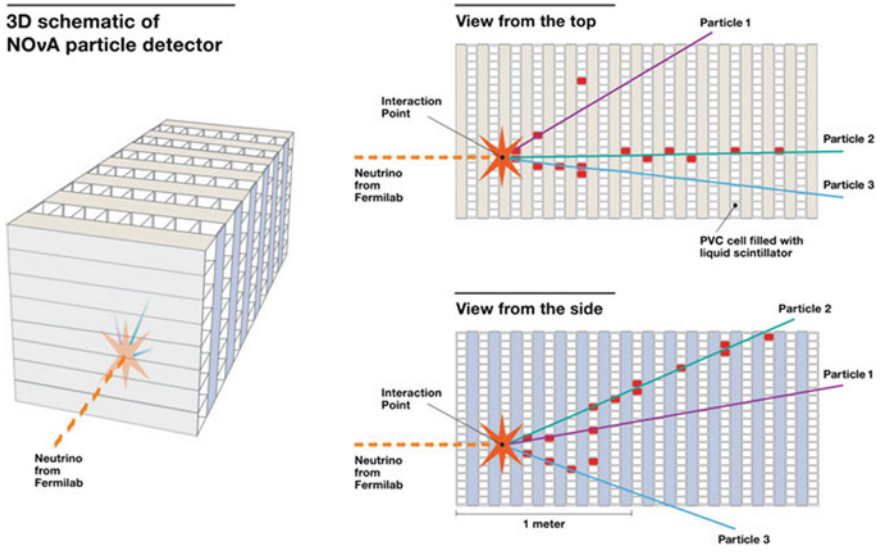 3D schematic of
NOνA particle detector
Neutrino
from
Fermilab
View from the top
Particle 1
Interaction
Point
Particle 2
Neutrino
from
Fermilab
Particle 3
PVC cell filled with
liquid scintillator
View from the side
Particle 2
Particle 1
Interaction
Point
Neutrino
from
Fermilab
1 meter
Particle 3